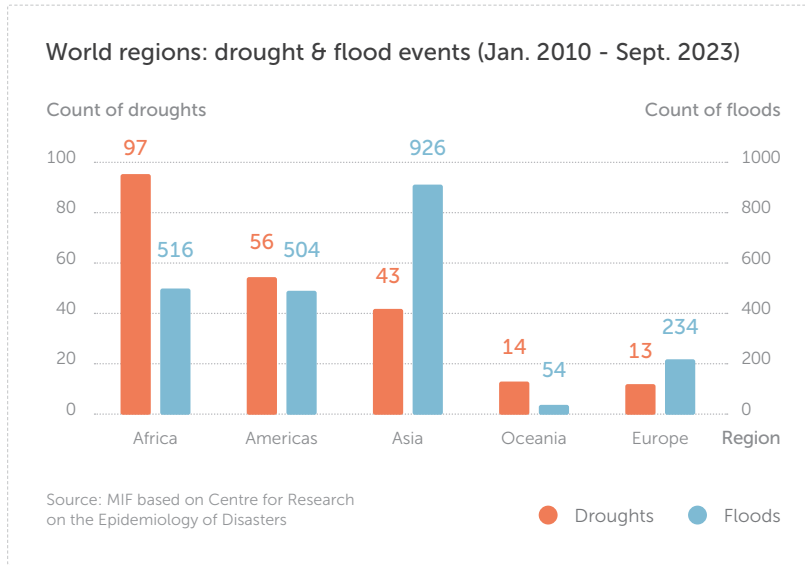 World regions: drought & flood events (Jan. 2010 - Sept. 2023)
Count of droughts
Count of floods
100
80
60
40
20
0
97
516
56
504
43
926
14
54
13
234
1000
800
600
400
200
0
Africa
Americas
Asia
Oceania
Europe
Region
Source: MIF based on Centre for Research
on the Epidemiology of Disasters
Droughts
Floods